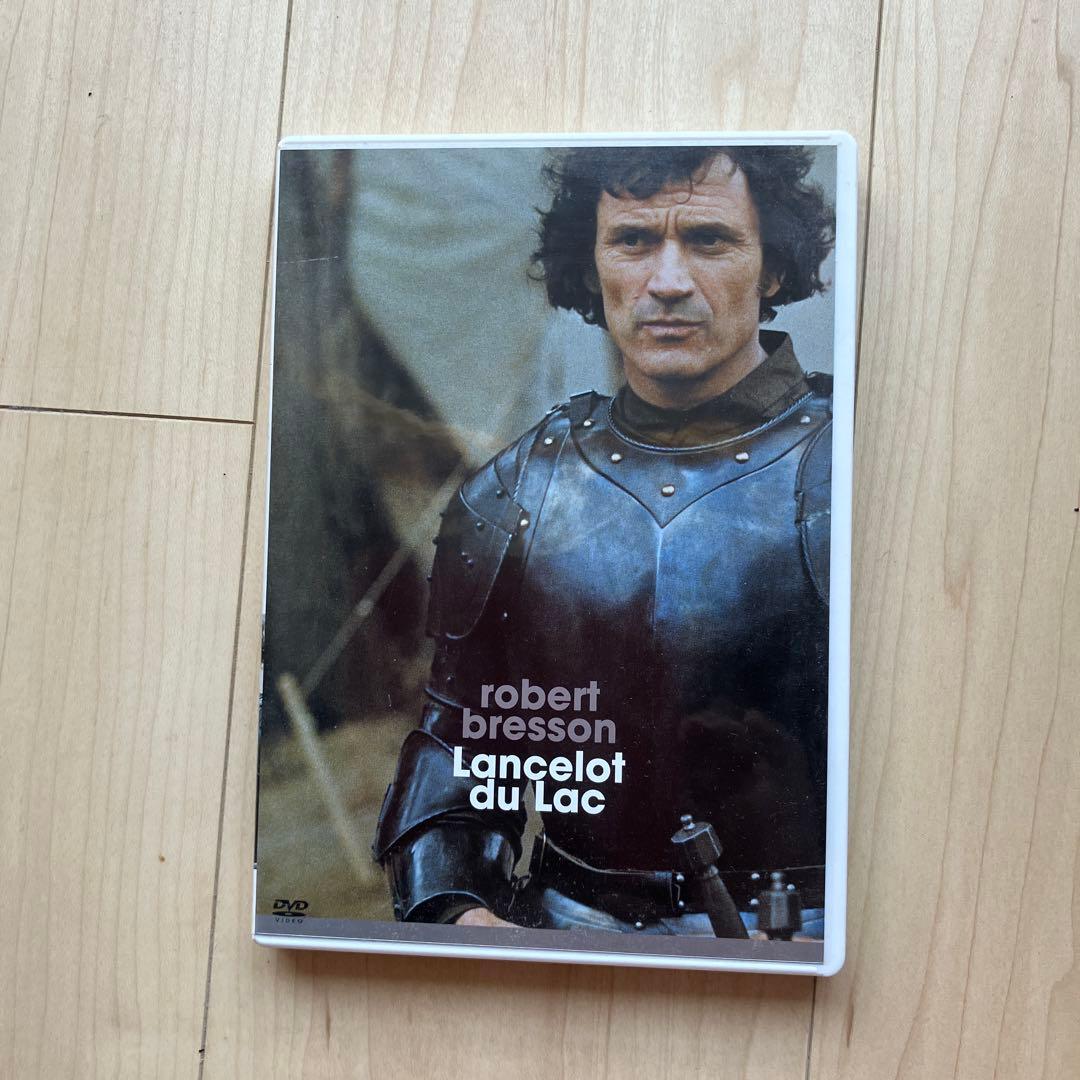 robert
bresson
Lancelot
du Lac
DVD
VIDEO